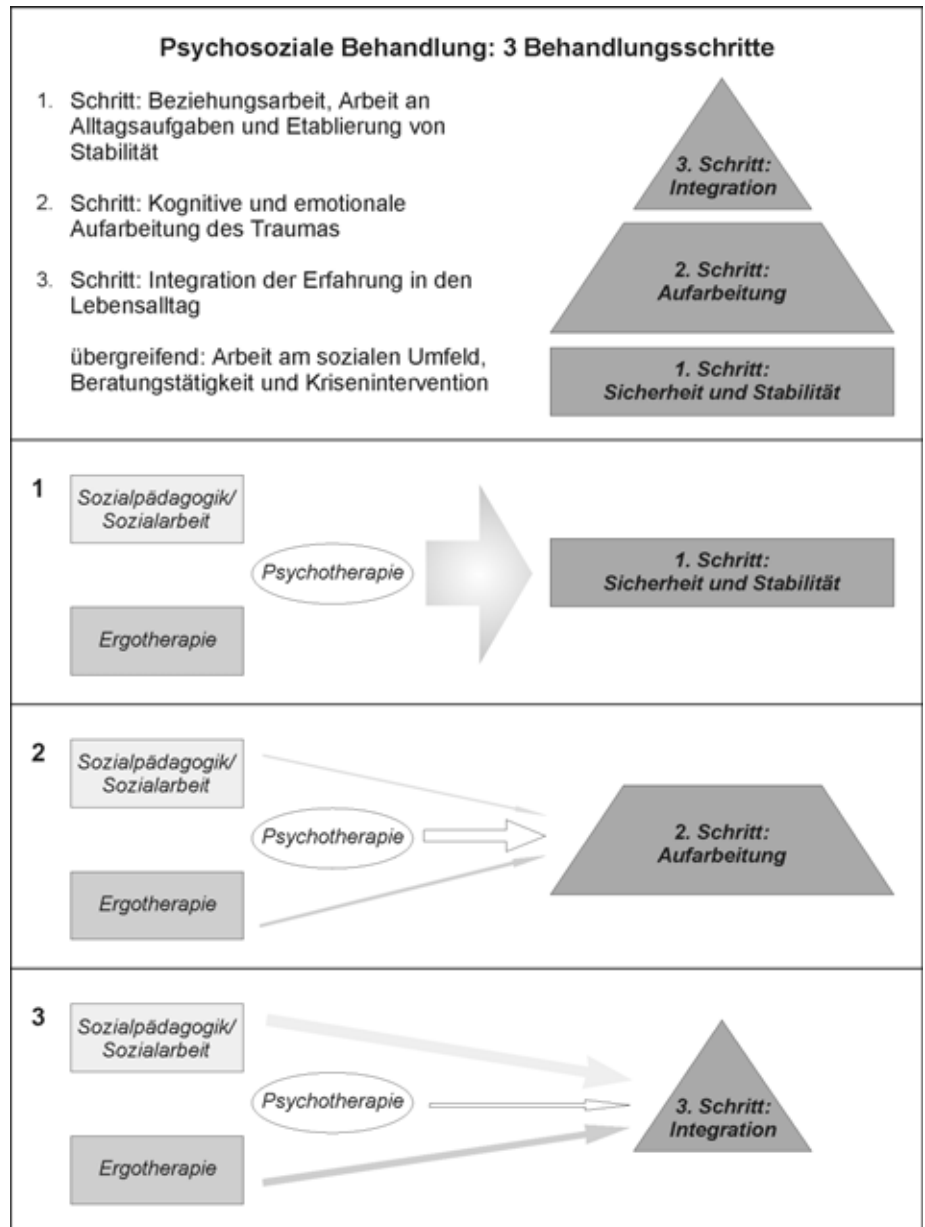 Psychosoziale Behandlung: 3 Behandlungsschritte
1. Schritt: Beziehungsarbeit, Arbeit an
Alltagsaufgaben und Etablierung von
Stabilität
2. Schritt: Kognitive und emotionale
Aufarbeitung des Traumas
3. Schritt: Integration der Erfahrung in den
Lebensalltag
übergreifend: Arbeit am sozialen Umfeld,
Beratungstätigkeit und Krisenintervention
3. Schritt:
Integration
2. Schritt:
Aufarbeitung
1. Schritt:
Sicherheit und Stabilität
1
Sozialpädagogik/
Sozialarbeit
Psychotherapie
Ergotherapie
1. Schritt:
Sicherheit und Stabilität
2
Sozialpädagogik/
Sozialarbeit
Psychotherapie
Ergotherapie
2. Schritt:
Aufarbeitung
3
Sozialpädagogik/
Sozialarbeit
Psychotherapie
Ergotherapie
3. Schritt:
Integration